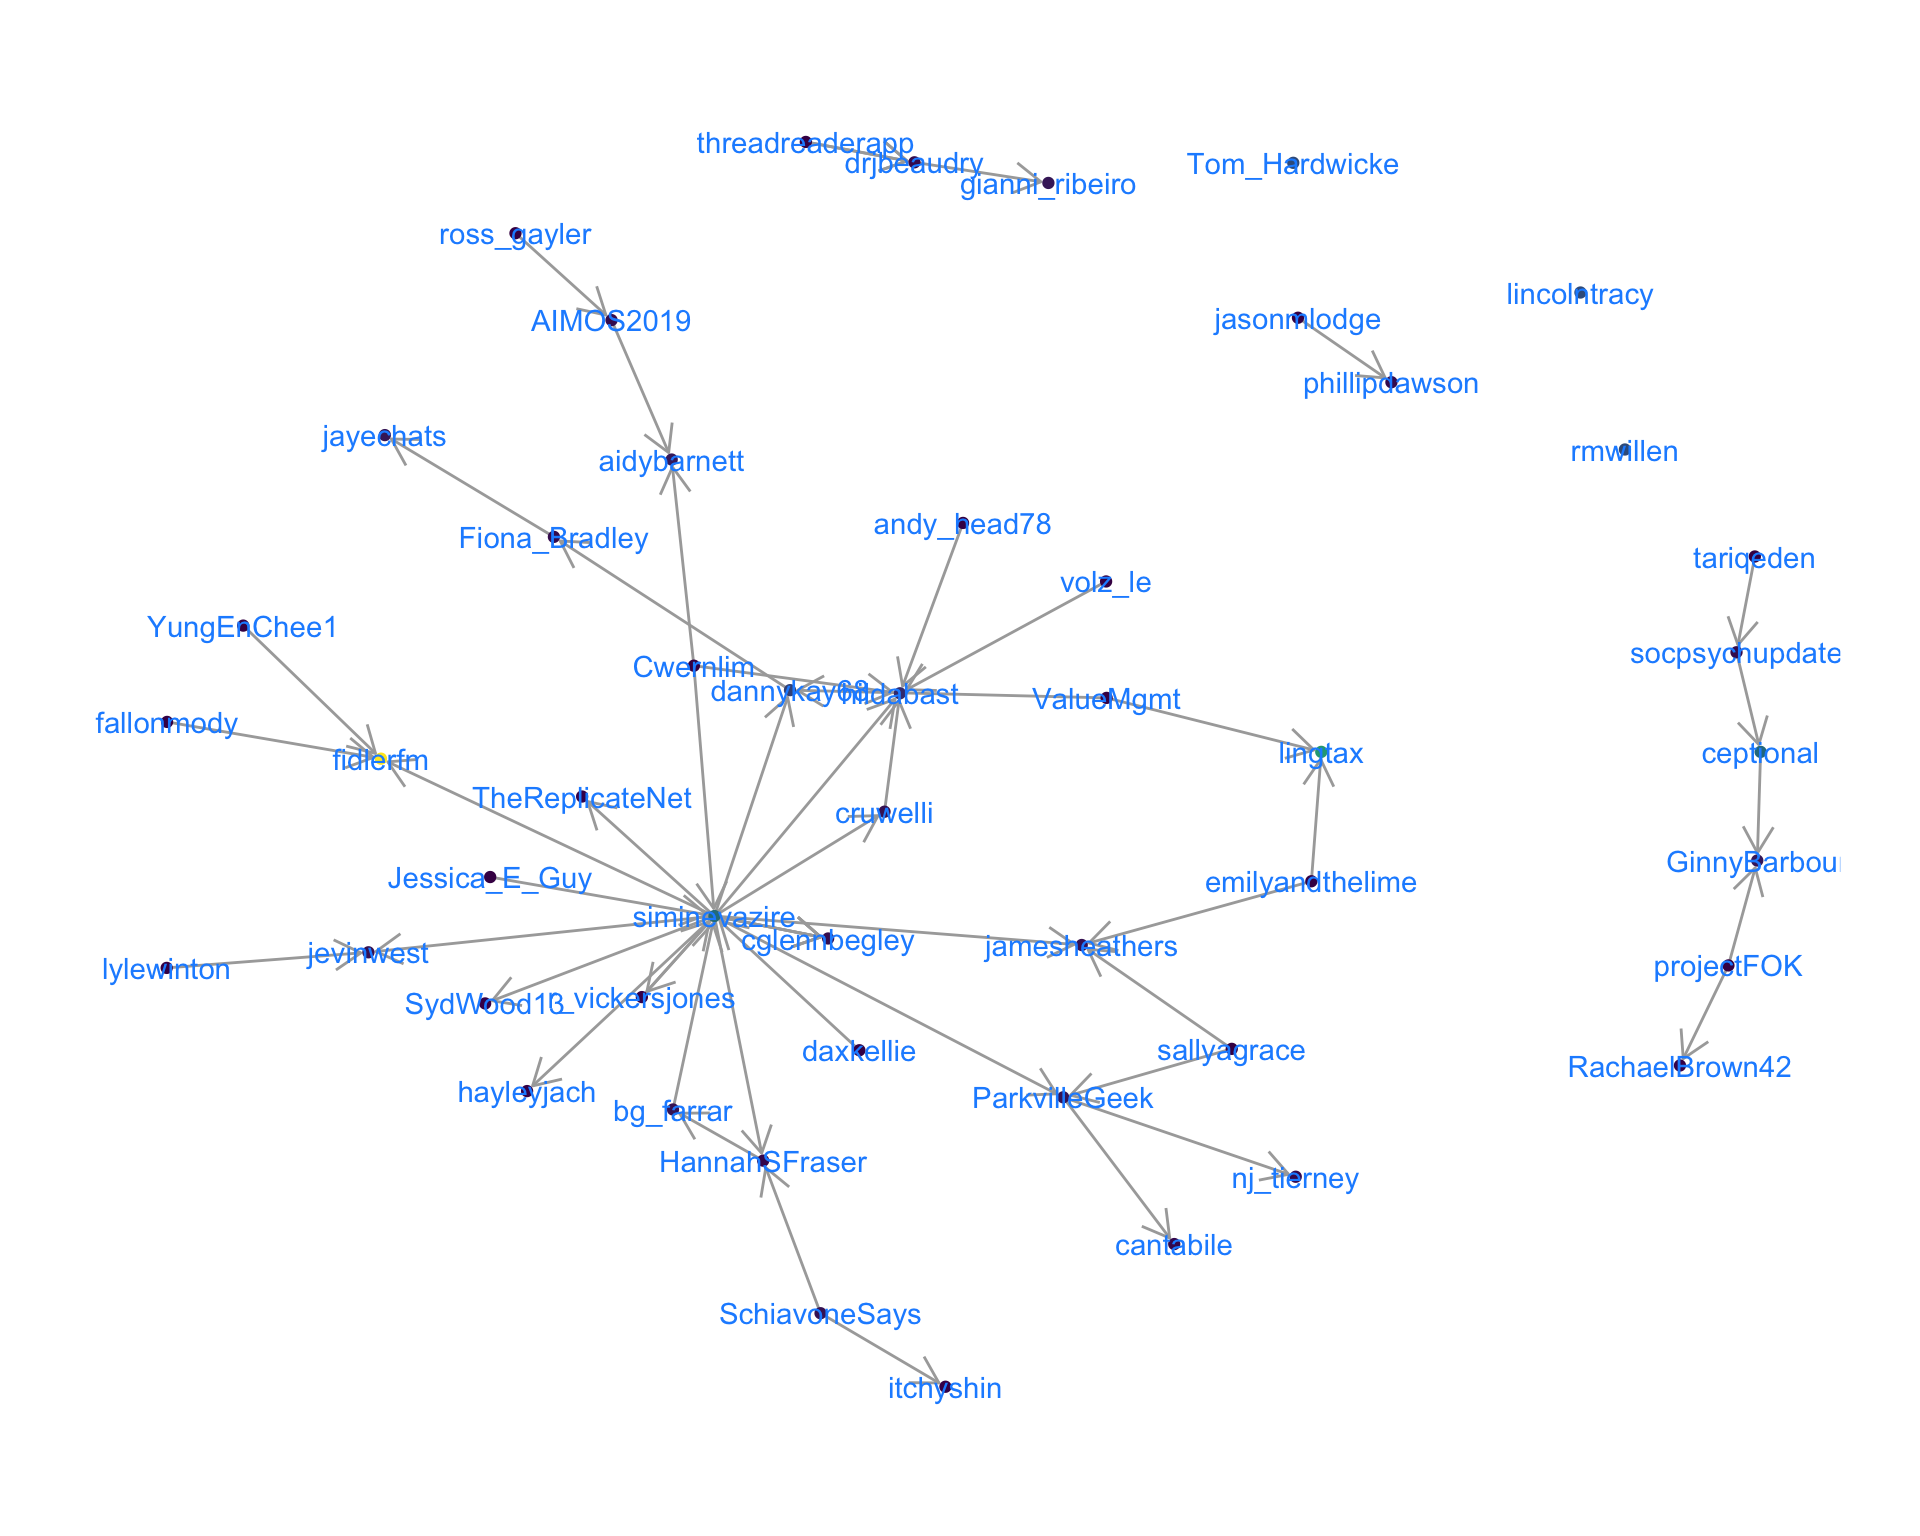 threadreaderapp
drjbeaudry
gianni_ribeiro
Tom_Hardwicke
ross_gayler
lincolntracy
AIMOS2019
jasonmlodge
phillipdawson
jayechats
aidybarnett
rmwillen
andy_head78
Fiona_Bradley
tariqeden
volz_le
YungEnChee1
socpsychupdate
Cwernlim
dannykay68
hidabast
ValueMgmt
fallonmody
lingtax
ceptional
fidlerfm
TheReplicateNet
cruwelli
GinnyBarbour
Jessica_E_Guy
emilyandthelime
siminevazire
cglennbegley
jamesheathers
jevinwest
lylewinton
projectFOK
SydWood13
r_vickersjones
daxkellie
sallyagrace
RachaelBrown42
hayleyjach
ParkvilleGeek
bg_farrar
HannahSFraser
nj_tierney
cantabile
SchiavoneSays
itchyshin